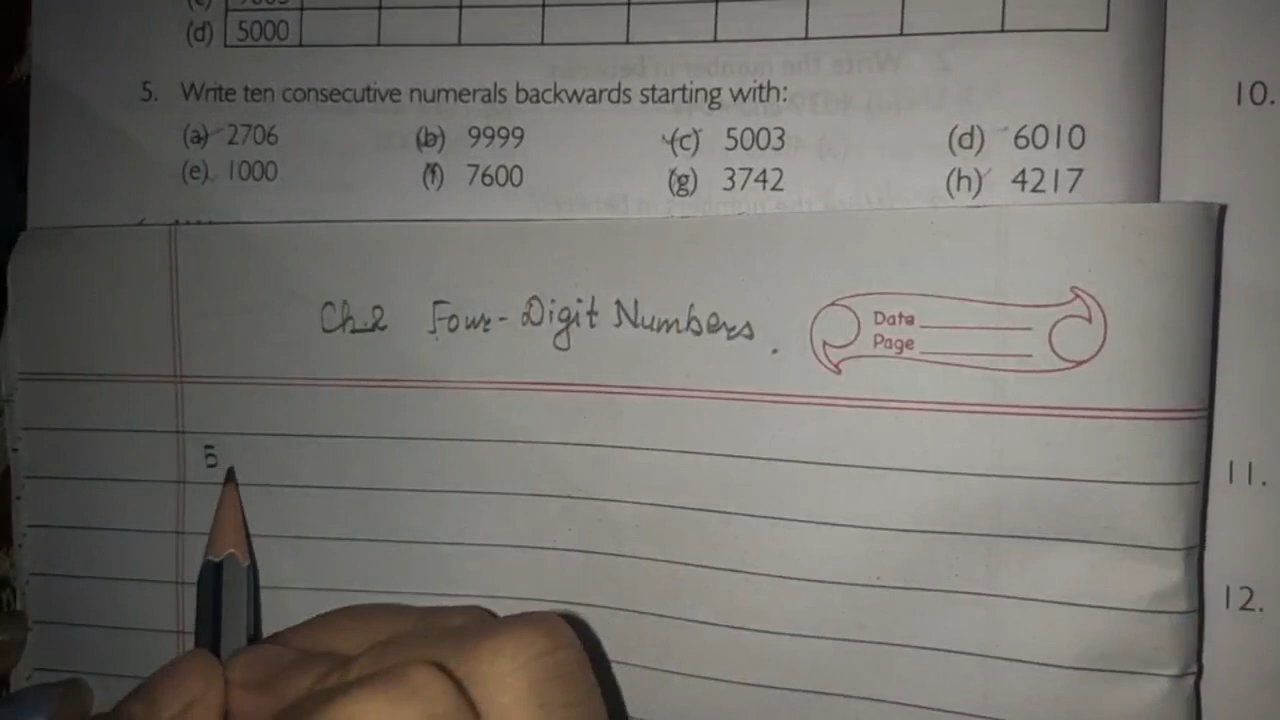 (d) 5000
5. Write ten consecutive numerals backwards starting with:
(a) 2706 (b) 9999 (c) 5003 (d) 6010
(e) 1000 (f) 7600 (g) 3742 (h) 4217
10.
Ch.2 Four-Digit Numbers.
Date
Page
5
11.
12.